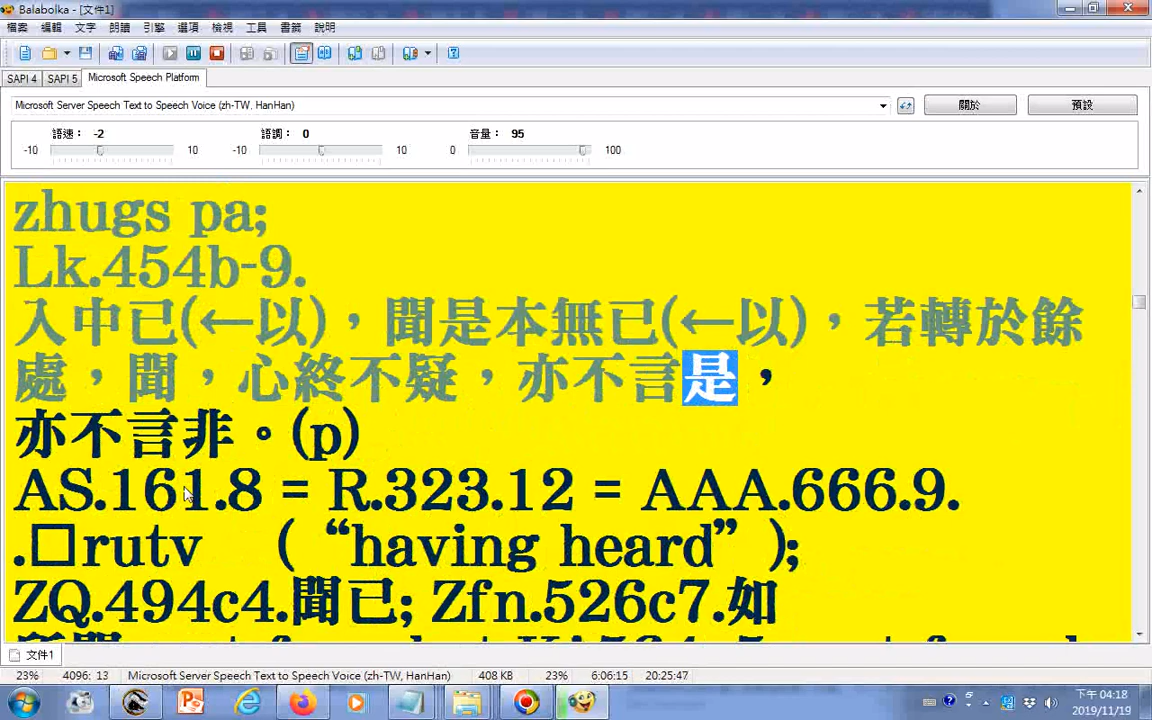 Balabolka - [文件1]
檔案 編輯 文字 朗讀 引擎 選項 檢視 工具 書籤 說明
SAPI 4 SAPI 5 Microsoft Speech Platform
Microsoft Server Speech Text to Speech Voice (zh-TW, HanHan) 關於 預設
語速： -2 語調： 0 音量： 95
-10 10 -10 10 0 100
zhugs pa;
Lk.454b-9.
入中已(←以)，聞是本無已(←以)，若轉於餘
處，聞，心終不疑，亦不言是，
亦不言非。(p)
AS.161.8 = R.323.12 = AAA.666.9.
.□rutv (“having heard”);
ZQ.494c4.聞已; Zfn.526c7.如
文件1
23% 4096: 13 Microsoft Server Speech Text to Speech Voice (zh-TW, HanHan) 408 KB 23% 6:06:15 20:25:47
下午 04:18
2019/11/19